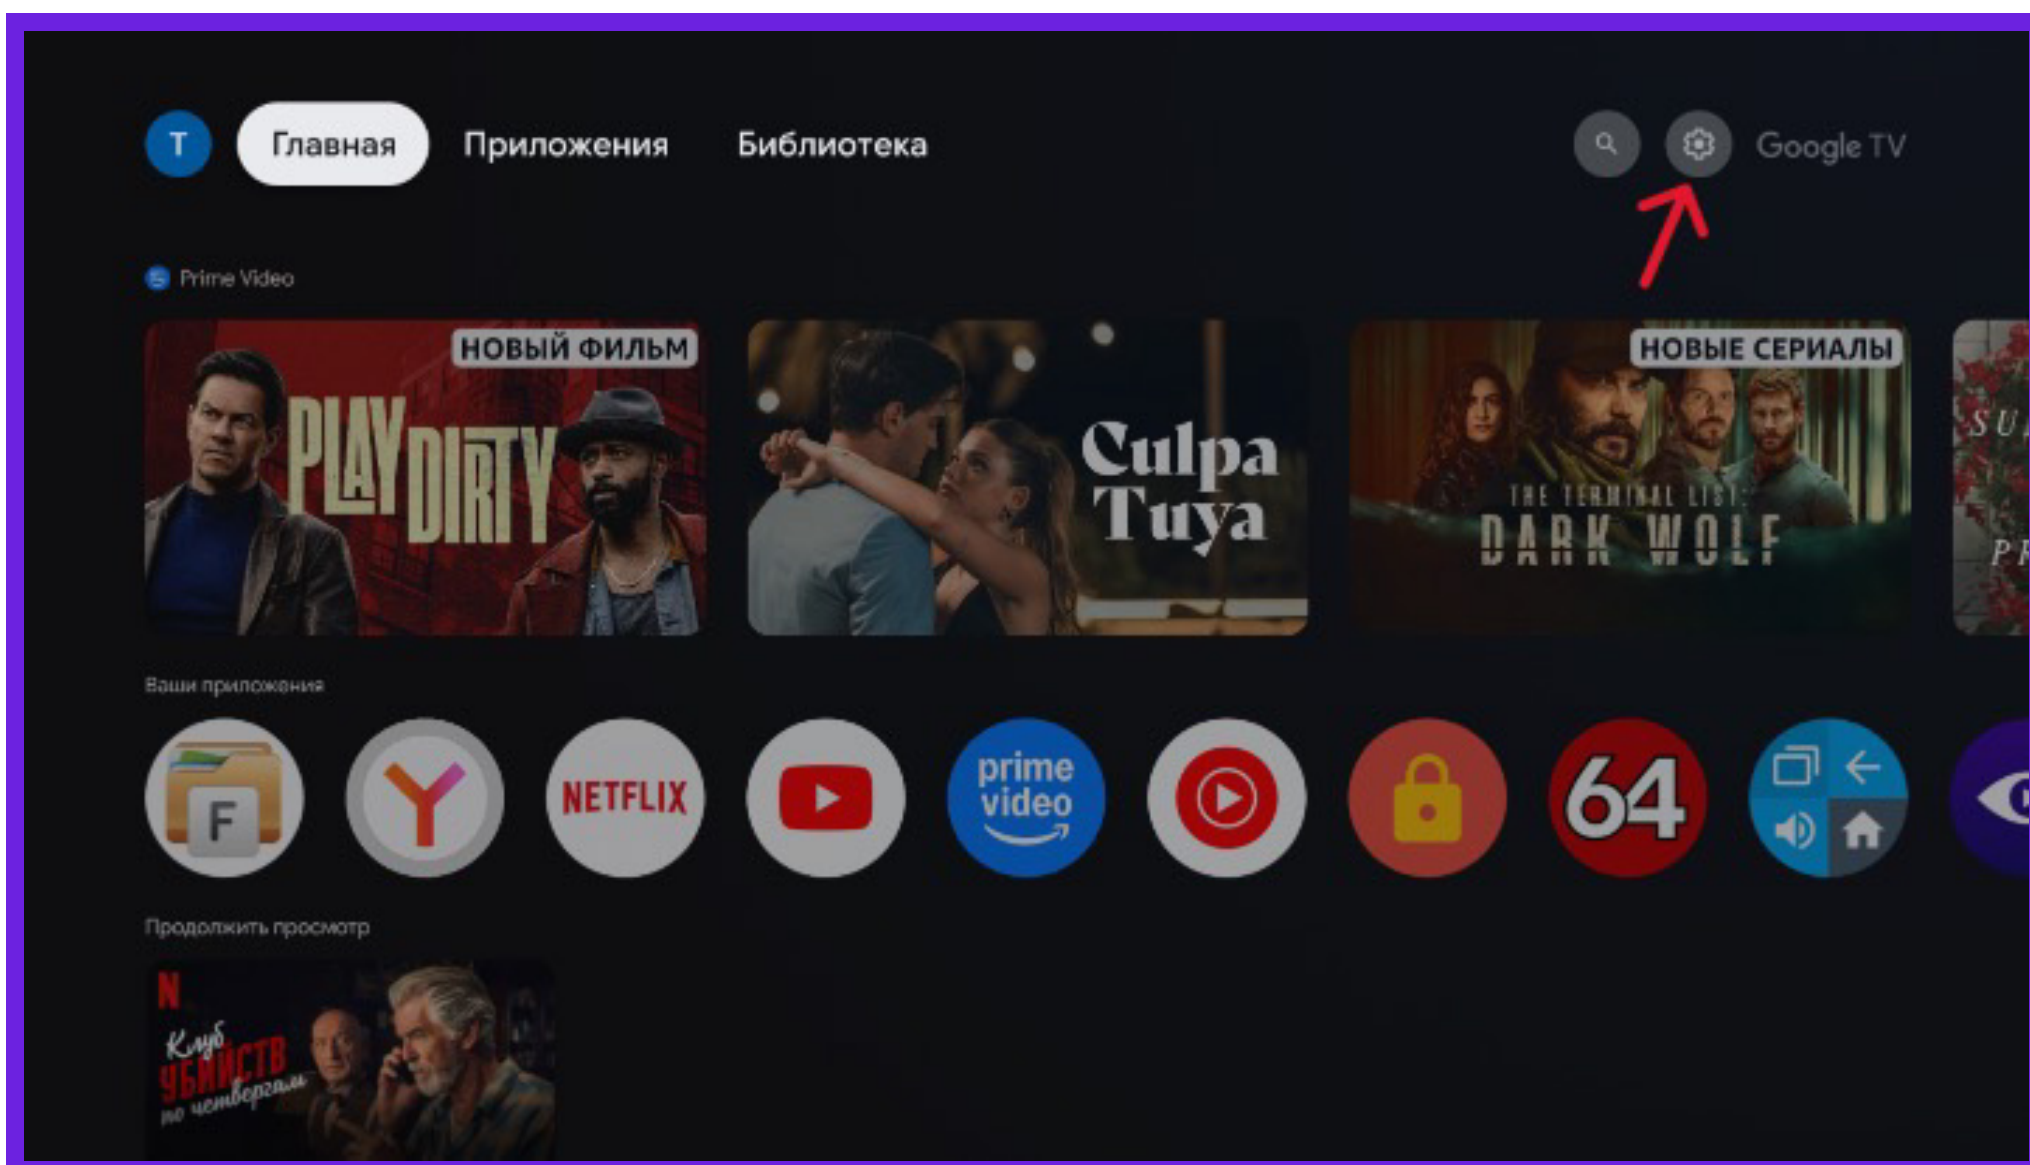 T Главная Приложения Библиотека Google TV
Prime Video
НОВЫЙ ФИЛЬМ
PLAY DIRTY
Culpa
Tuya
НОВЫЕ СЕРИАЛЫ
THE TERMINAL LIST:
DARK WOLF
Ваши приложения
F
Y
NETFLIX
prime
video
64
Продолжить просмотр
N
Клуб
УБИЙСТВ
по четвергам